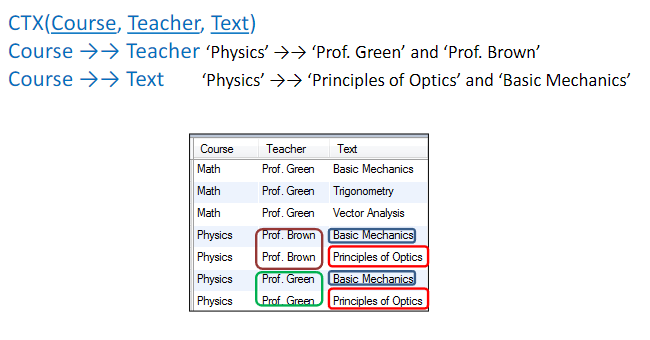 CTX(Course, Teacher, Text)
Course →→ Teacher ‘Physics’ →→ ‘Prof. Green’ and ‘Prof. Brown’
Course →→ Text ‘Physics’ →→ ‘Principles of Optics’ and ‘Basic Mechanics’
Course Teacher Text
Math Prof. Green Basic Mechanics
Math Prof. Green Trigonometry
Math Prof. Green Vector Analysis
Physics Prof. Brown Basic Mechanics
Physics Prof. Brown Principles of Optics
Physics Prof. Green Basic Mechanics
Physics Prof. Green Principles of Optics